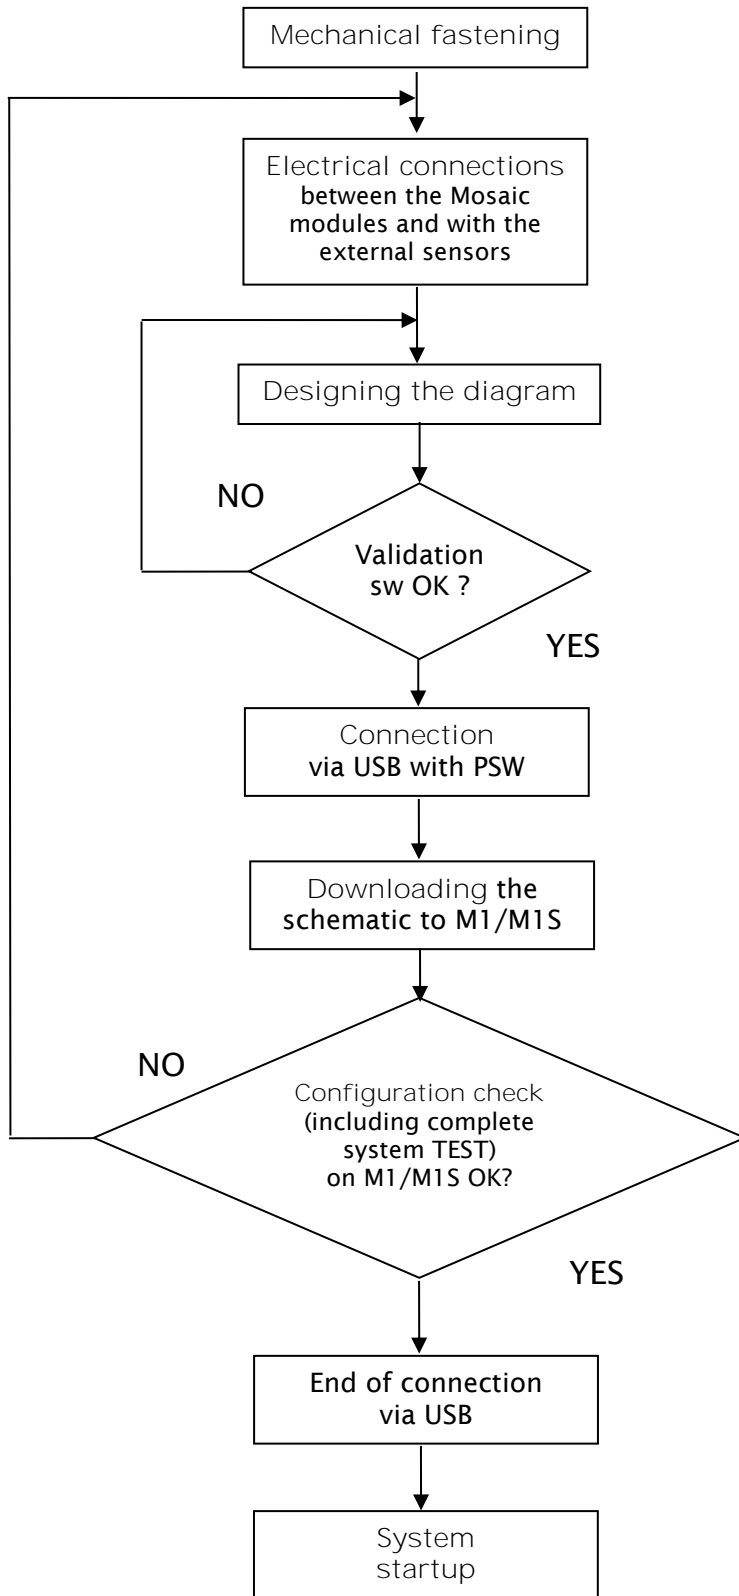 Mechanical fastening
Electrical connections
between the Mosaic
modules and with the
external sensors
Designing the diagram
NO
Validation
sw OK ?
YES
Connection
via USB with PSW
Downloading the
schematic to M1/M1S
NO
Configuration check
(including complete
system TEST)
on M1/M1S OK?
YES
End of connection
via USB
System
startup